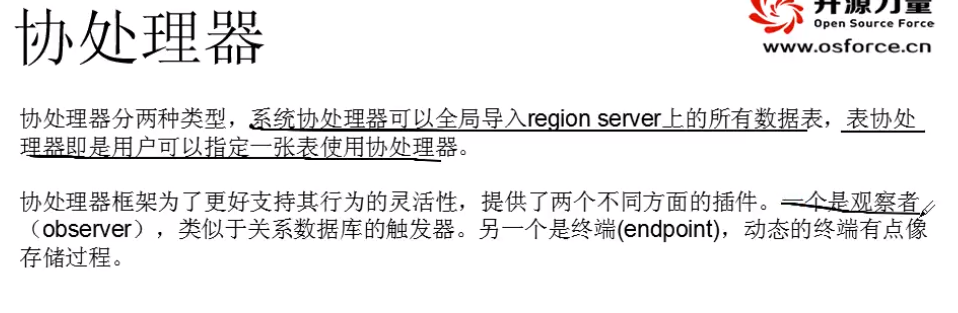 协处理器
开源力量
Open Source Force
www.osforce.cn
协处理器分两种类型，系统协处理器可以全局导入region server上的所有数据表，表协处
理器即是用户可以指定一张表使用协处理器。
协处理器框架为了更好支持其行为的灵活性，提供了两个不同方面的插件。一个是观察者
（observer），类似于关系数据库的触发器。另一个是终端(endpoint)，动态的终端有点像
存储过程。